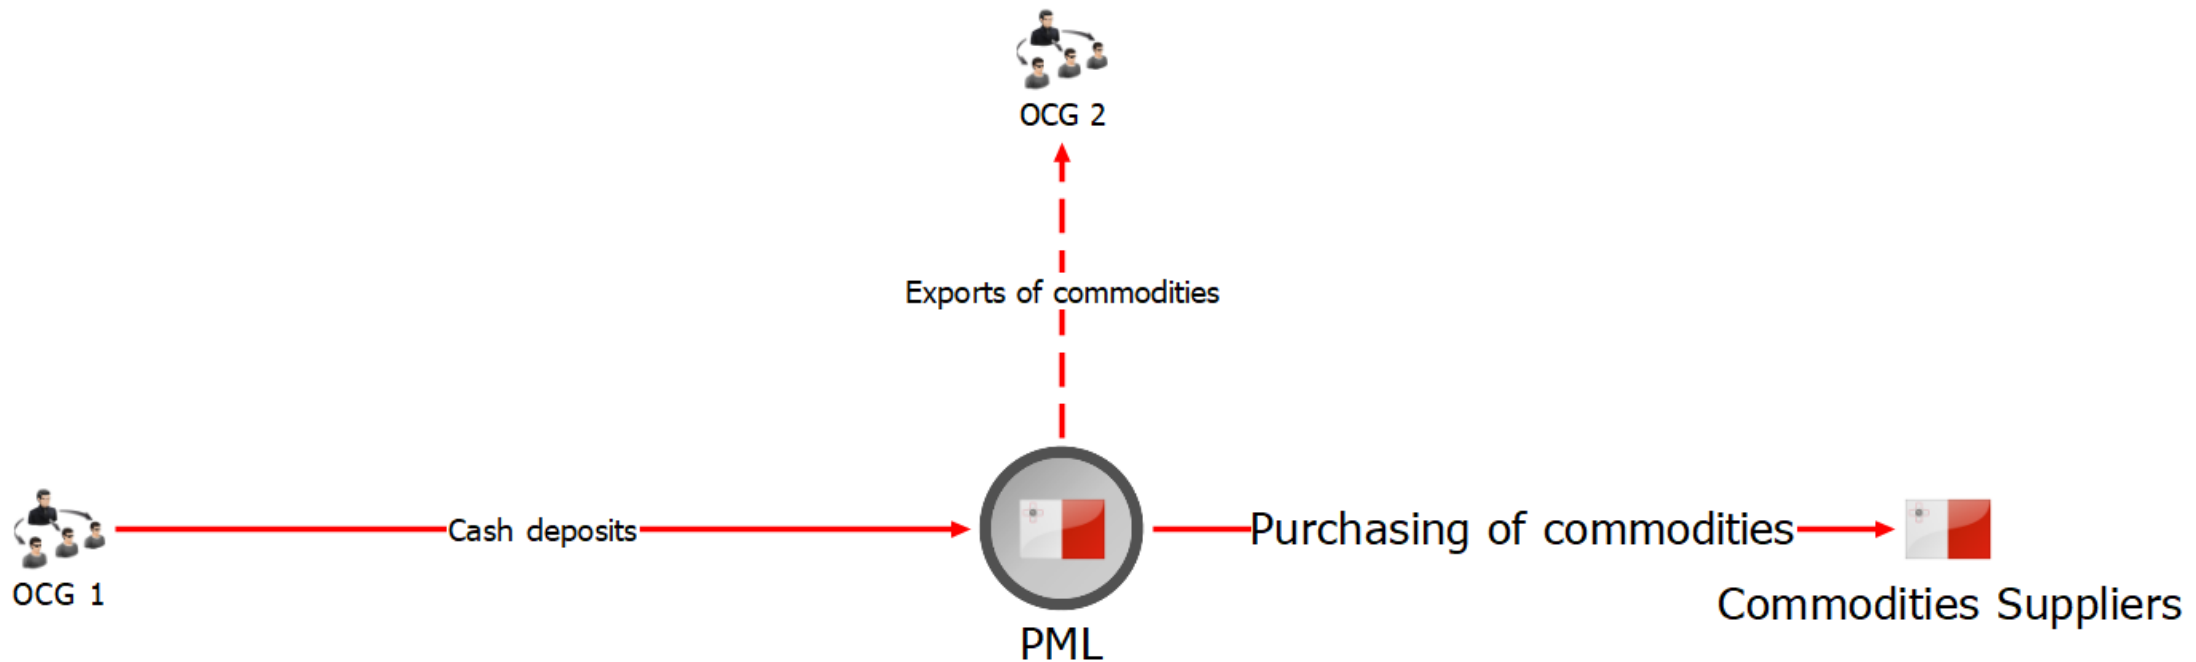 OCG 2
Exports of commodities
Cash deposits
Purchasing of commodities
OCG 1
Commodities Suppliers
PML